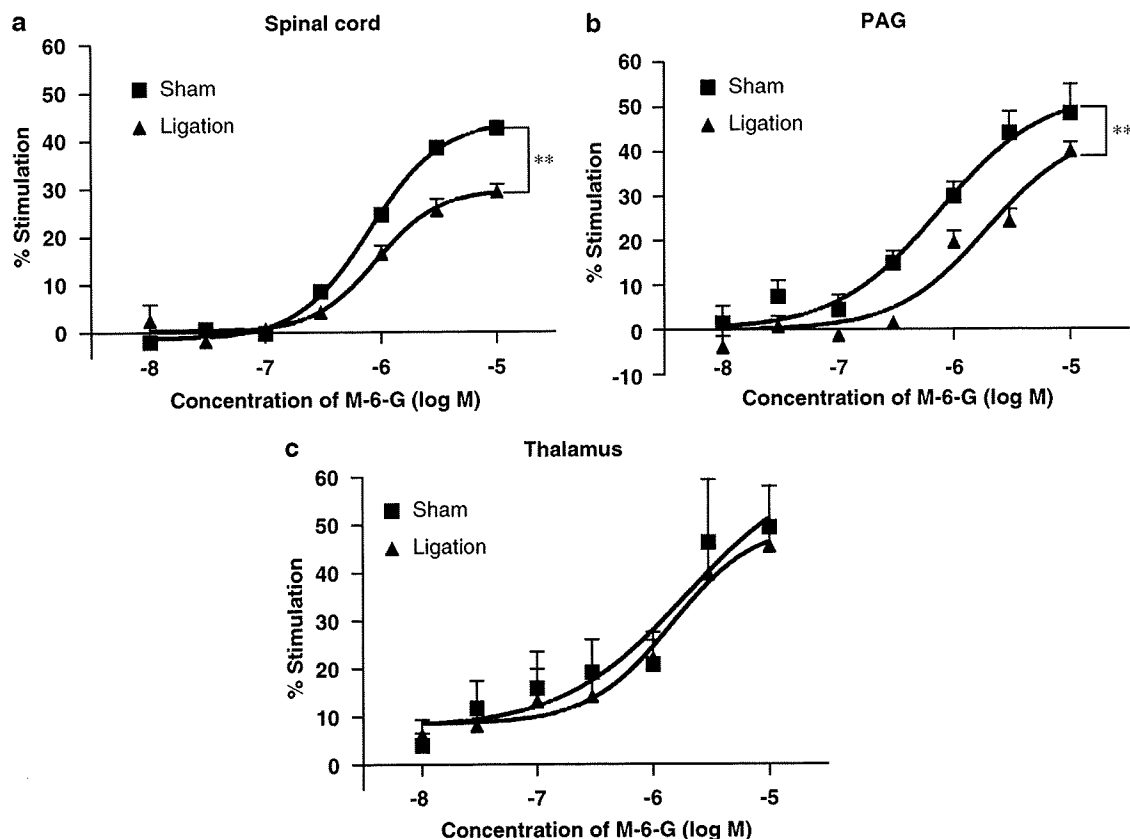 a
Spinal cord
60
50
40
30
20
10
0
% Stimulation
Sham
Ligation
**
-8
-7
-6
-5
Concentration of M-6-G (log M)
b
PAG
60
50
40
30
20
10
0
-10
% Stimulation
Sham
Ligation
**
-8
-7
-6
-5
Concentration of M-6-G (log M)
c
Thalamus
60
50
40
30
20
10
0
% Stimulation
Sham
Ligation
-8
-7
-6
-5
Concentration of M-6-G (log M)